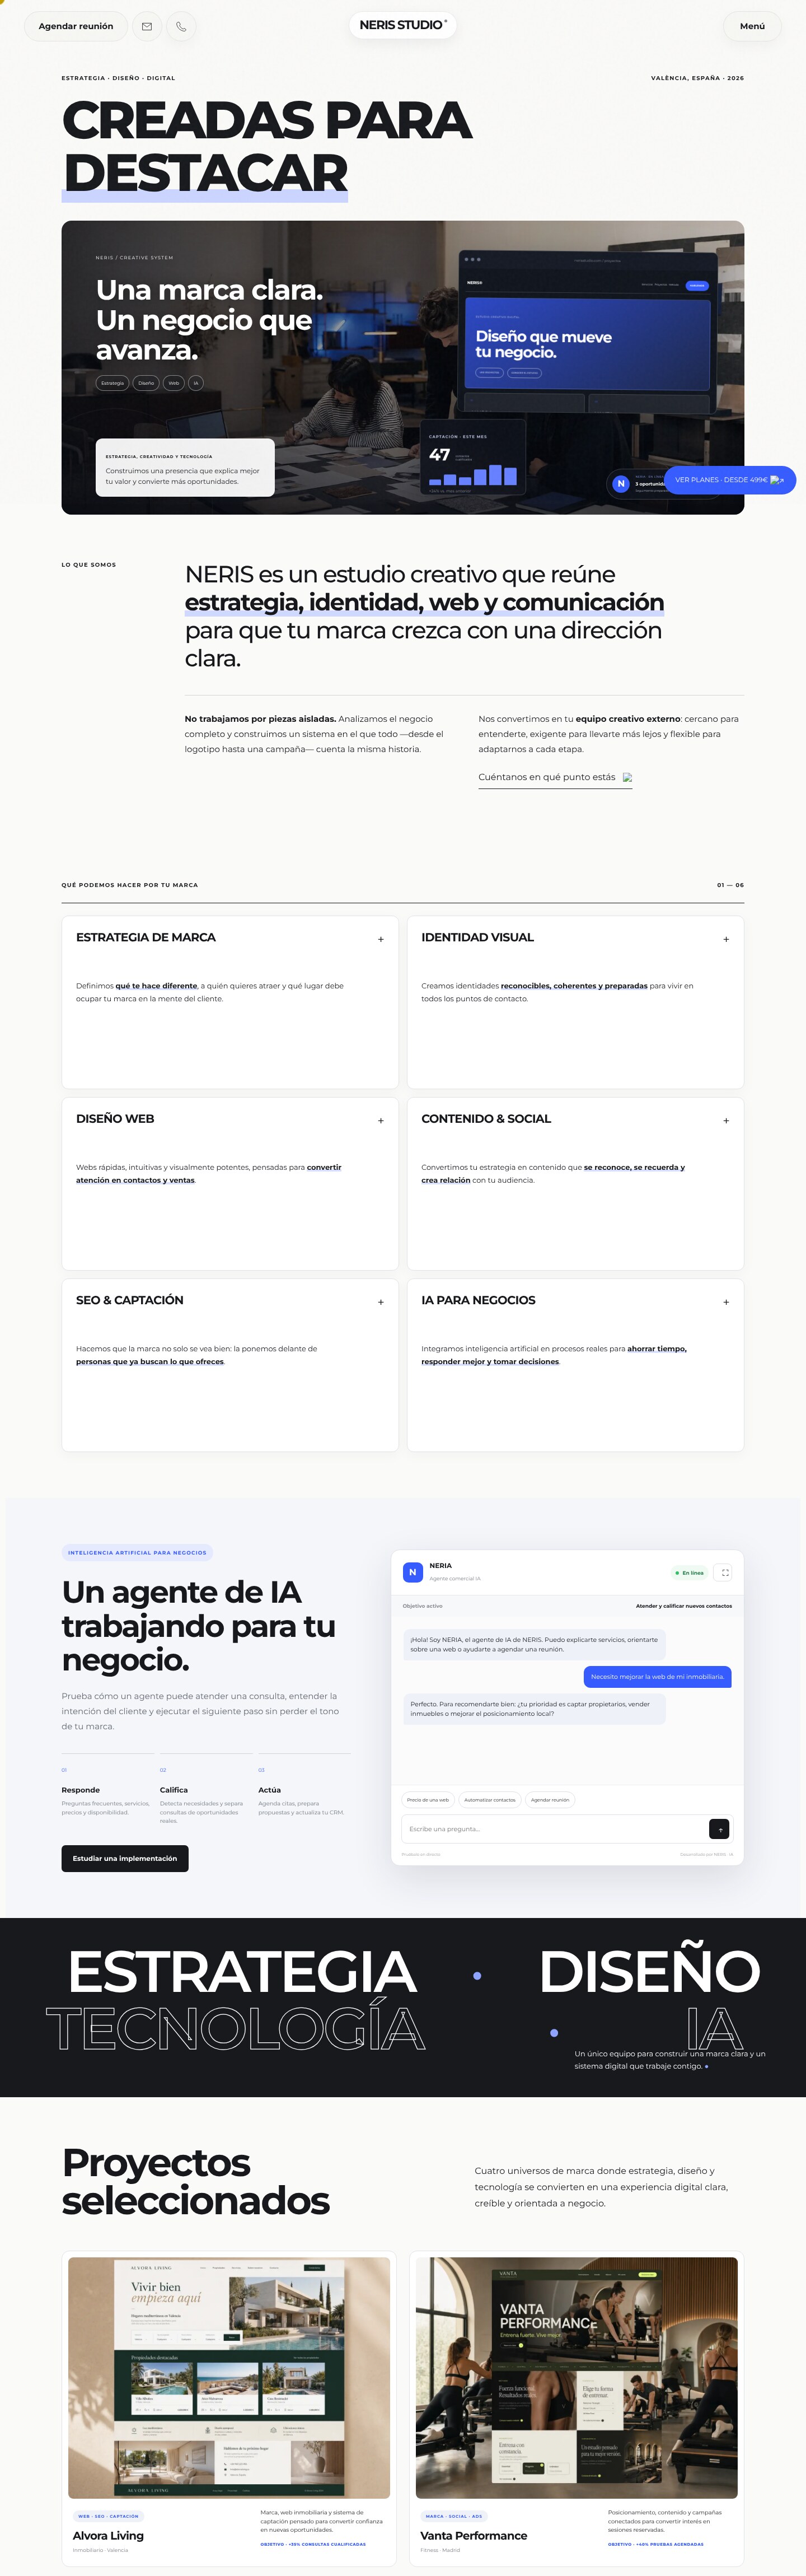 Agendar reunión
NERIS STUDIO
Menú
ESTRATEGIA · DISEÑO · DIGITAL
VALÈNCIA, ESPAÑA · 2026
CREADAS PARA
DESTACAR
NERIS / CREATIVE SYSTEM
Una marca clara.
Un negocio que
avanza.
Estrategia
Diseño
Web
IA
ESTRATEGIA, CREATIVIDAD Y TECNOLOGÍA
Construimos una presencia que explica mejor
tu valor y convierte más oportunidades.
Diseño que mueve
tu negocio.
CAPTACIÓN · ESTE MES
47
N
VER PLANES · DESDE 499€
LO QUE SOMOS
NERIS es un estudio creativo que reúne
estrategia, identidad, web y comunicación
para que tu marca crezca con una dirección
clara.
No trabajamos por piezas aisladas. Analizamos el negocio
completo y construimos un sistema en el que todo —desde el
logotipo hasta una campaña— cuenta la misma historia.
Nos convertimos en tu equipo creativo externo: cercano para
entenderte, exigente para llevarte más lejos y flexible para
adaptarnos a cada etapa.
Cuéntanos en qué punto estás
QUÉ PODEMOS HACER POR TU MARCA
01 — 06
ESTRATEGIA DE MARCA +
Definimos qué te hace diferente, a quién quieres atraer y qué lugar debe
ocupar tu marca en la mente del cliente.
IDENTIDAD VISUAL +
Creamos identidades reconocibles, coherentes y preparadas para vivir en
todos los puntos de contacto.
DISEÑO WEB +
Webs rápidas, intuitivas y visualmente potentes, pensadas para convertir
atención en contactos y ventas.
CONTENIDO & SOCIAL +
Convertimos tu estrategia en contenido que se reconoce, se recuerda y
crea relación con tu audiencia.
SEO & CAPTACIÓN +
Hacemos que la marca no solo se vea bien: la ponemos delante de
personas que ya buscan lo que ofreces.
IA PARA NEGOCIOS +
Integramos inteligencia artificial en procesos reales para ahorrar tiempo,
responder mejor y tomar decisiones.
INTELIGENCIA ARTIFICIAL PARA NEGOCIOS
Un agente de IA
trabajando para tu
negocio.
Prueba cómo un agente puede atender una consulta, entender la
intención del cliente y ejecutar el siguiente paso sin perder el tono
de tu marca.
01
Responde
Preguntas frecuentes, servicios,
precios y disponibilidad.
02
Califica
Detecta necesidades y separa
consultas de oportunidades
reales.
03
Actúa
Agenda citas, prepara
propuestas y actualiza tu CRM.
Estudiar una implementación
N
NERIA
Agente comercial IA
En línea
Objetivo activo
Atender y calificar nuevos contactos
¡Hola! Soy NERIA, el agente de IA de NERIS. Puedo explicarte servicios, orientarte
sobre una web o ayudarte a agendar una reunión.
Necesito mejorar la web de mi inmobiliaria.
Perfecto. Para recomendarte bien: ¿tu prioridad es captar propietarios, vender
inmuebles o mejorar el posicionamiento local?
Precio de una web
Automatizar contactos
Agendar reunión
Escribe una pregunta...
ESTRATEGIA
DISEÑO
TECNOLOGÍA
IA
Un único equipo para construir una marca clara y un
sistema digital que trabaje contigo.
Proyectos
seleccionados
Cuatro universos de marca donde estrategia, diseño y
tecnología se convierten en una experiencia digital clara,
creíble y orientada a negocio.
ALVORA LIVING
Vivir bien
empieza aquí
Propiedades destacadas
ALVORA LIVING
VANTA
VANTA
PERFORMANCE
Entrena fuerte. Vive mejor.
WEB · SEO · CAPTACIÓN
Alvora Living
Inmobiliario · Valencia
Marca, web inmobiliaria y sistema de
captación pensado para convertir confianza
en nuevas oportunidades.
OBJETIVO · +35% CONSULTAS CUALIFICADAS
MARCA · SOCIAL · ADS
Vanta Performance
Fitness · Madrid
Posicionamiento, contenido y campañas
conectados para convertir interés en
sesiones reservadas.
OBJETIVO · +40% PRUEBAS AGENDADAS